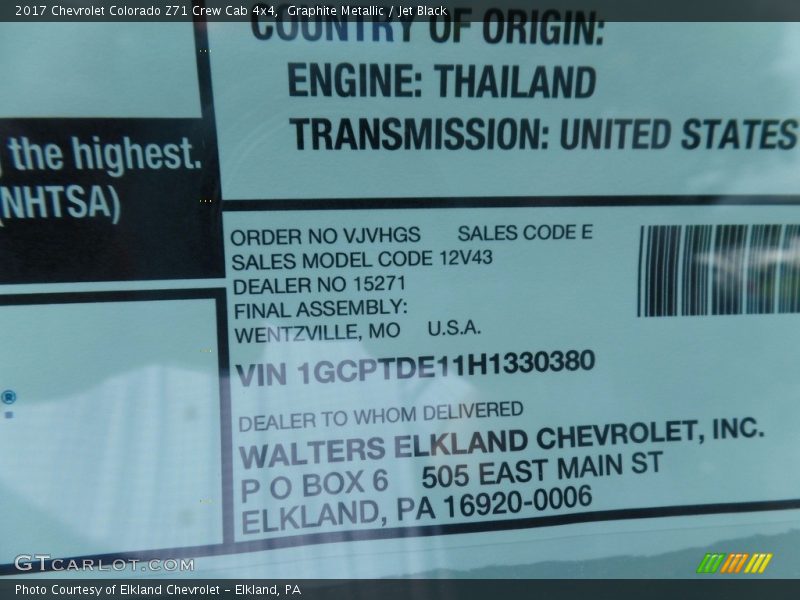 2017 Chevrolet Colorado Z71 Crew Cab 4x4, Graphite Metallic / Jet Black
COUNTRY OF ORIGIN:
ENGINE: THAILAND
TRANSMISSION: UNITED STATES
the highest.
(NHTSA)
ORDER NO VJVHGS SALES CODE E
SALES MODEL CODE 12V43
DEALER NO 15271
FINAL ASSEMBLY:
WENTZVILLE, MO U.S.A.
VIN 1GCPTDE11H1330380
®
DEALER TO WHOM DELIVERED
WALTERS ELKLAND CHEVROLET, INC.
P O BOX 6 505 EAST MAIN ST
ELKLAND, PA 16920-0006
GTCARLOT.COM
Photo Courtesy of Elkland Chevrolet - Elkland, PA